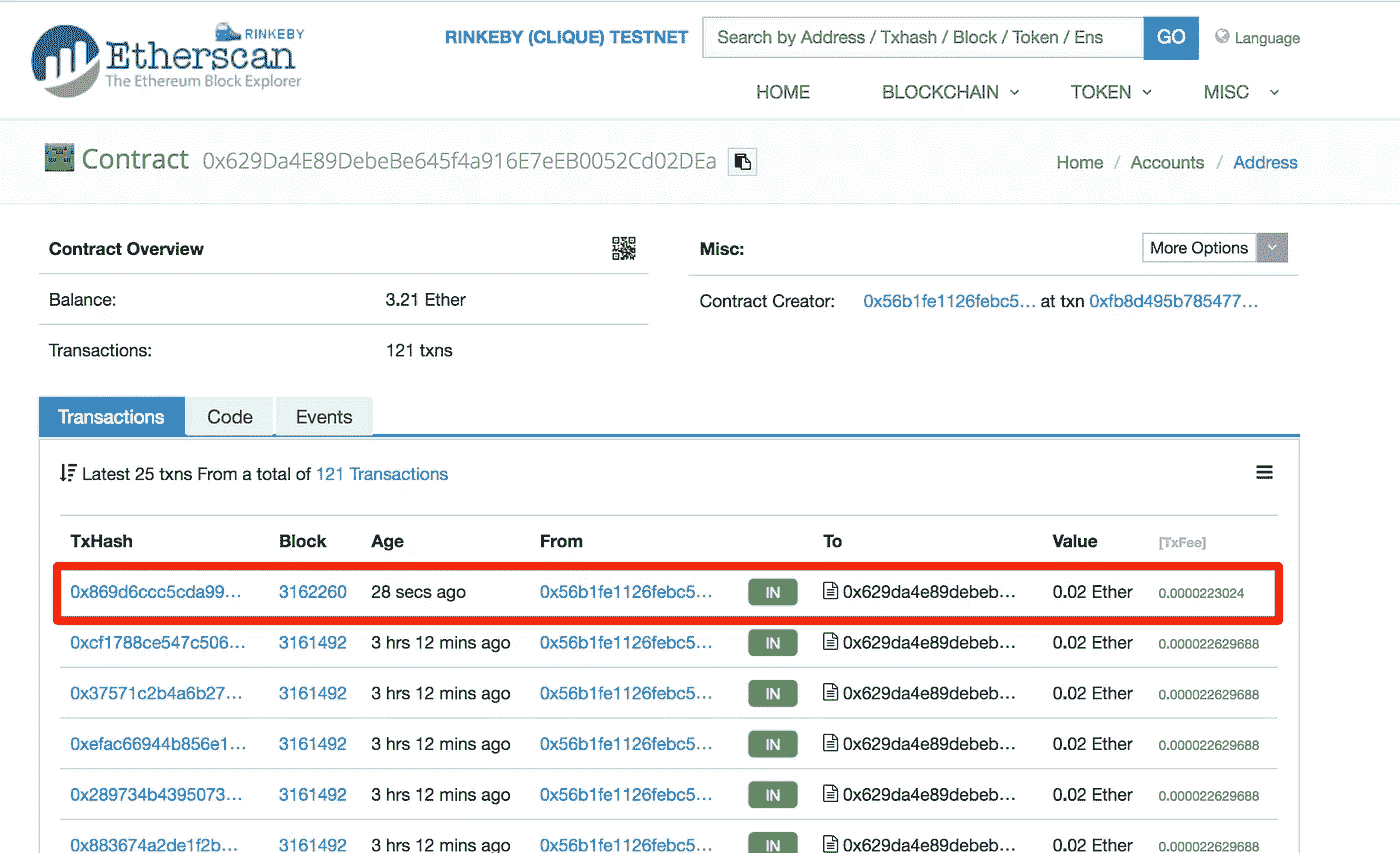 RINKEBY
Etherscan
The Ethereum Block Explorer
RINKEBY (CLIQUE) TESTNET
Search by Address / Txhash / Block / Token / Ens
GO
Language
HOME BLOCKCHAIN TOKEN MISC
Contract 0x629Da4E89DebeBe645f4a916E7eEB0052Cd02DEa
Home / Accounts / Address
Contract Overview
Balance: 3.21 Ether
Transactions: 121 txns
Misc:
More Options
Contract Creator: 0x56b1fe1126febc5... at txn 0xfb8d495b785477...
Transactions Code Events
Latest 25 txns From a total of 121 Transactions
TxHash Block Age From To Value [TxFee]
0x869d6ccc5cda99... 3162260 28 secs ago 0x56b1fe1126febc5... IN 0x629da4e89debeb... 0.02 Ether 0.0000223024
0xcf1788ce547c506... 3161492 3 hrs 12 mins ago 0x56b1fe1126febc5... IN 0x629da4e89debeb... 0.02 Ether 0.000022629688
0x37571c2b4a6b27... 3161492 3 hrs 12 mins ago 0x56b1fe1126febc5... IN 0x629da4e89debeb... 0.02 Ether 0.000022629688
0xefac66944b856e1... 3161492 3 hrs 12 mins ago 0x56b1fe1126febc5... IN 0x629da4e89debeb... 0.02 Ether 0.000022629688
0x289734b4395073... 3161492 3 hrs 12 mins ago 0x56b1fe1126febc5... IN 0x629da4e89debeb... 0.02 Ether 0.000022629688
0x883674a2de1f2b... 3161492 3 hrs 12 mins ago 0x56b1fe1126febc5... IN 0x629da4e89debeb... 0.02 Ether 0.000022629688